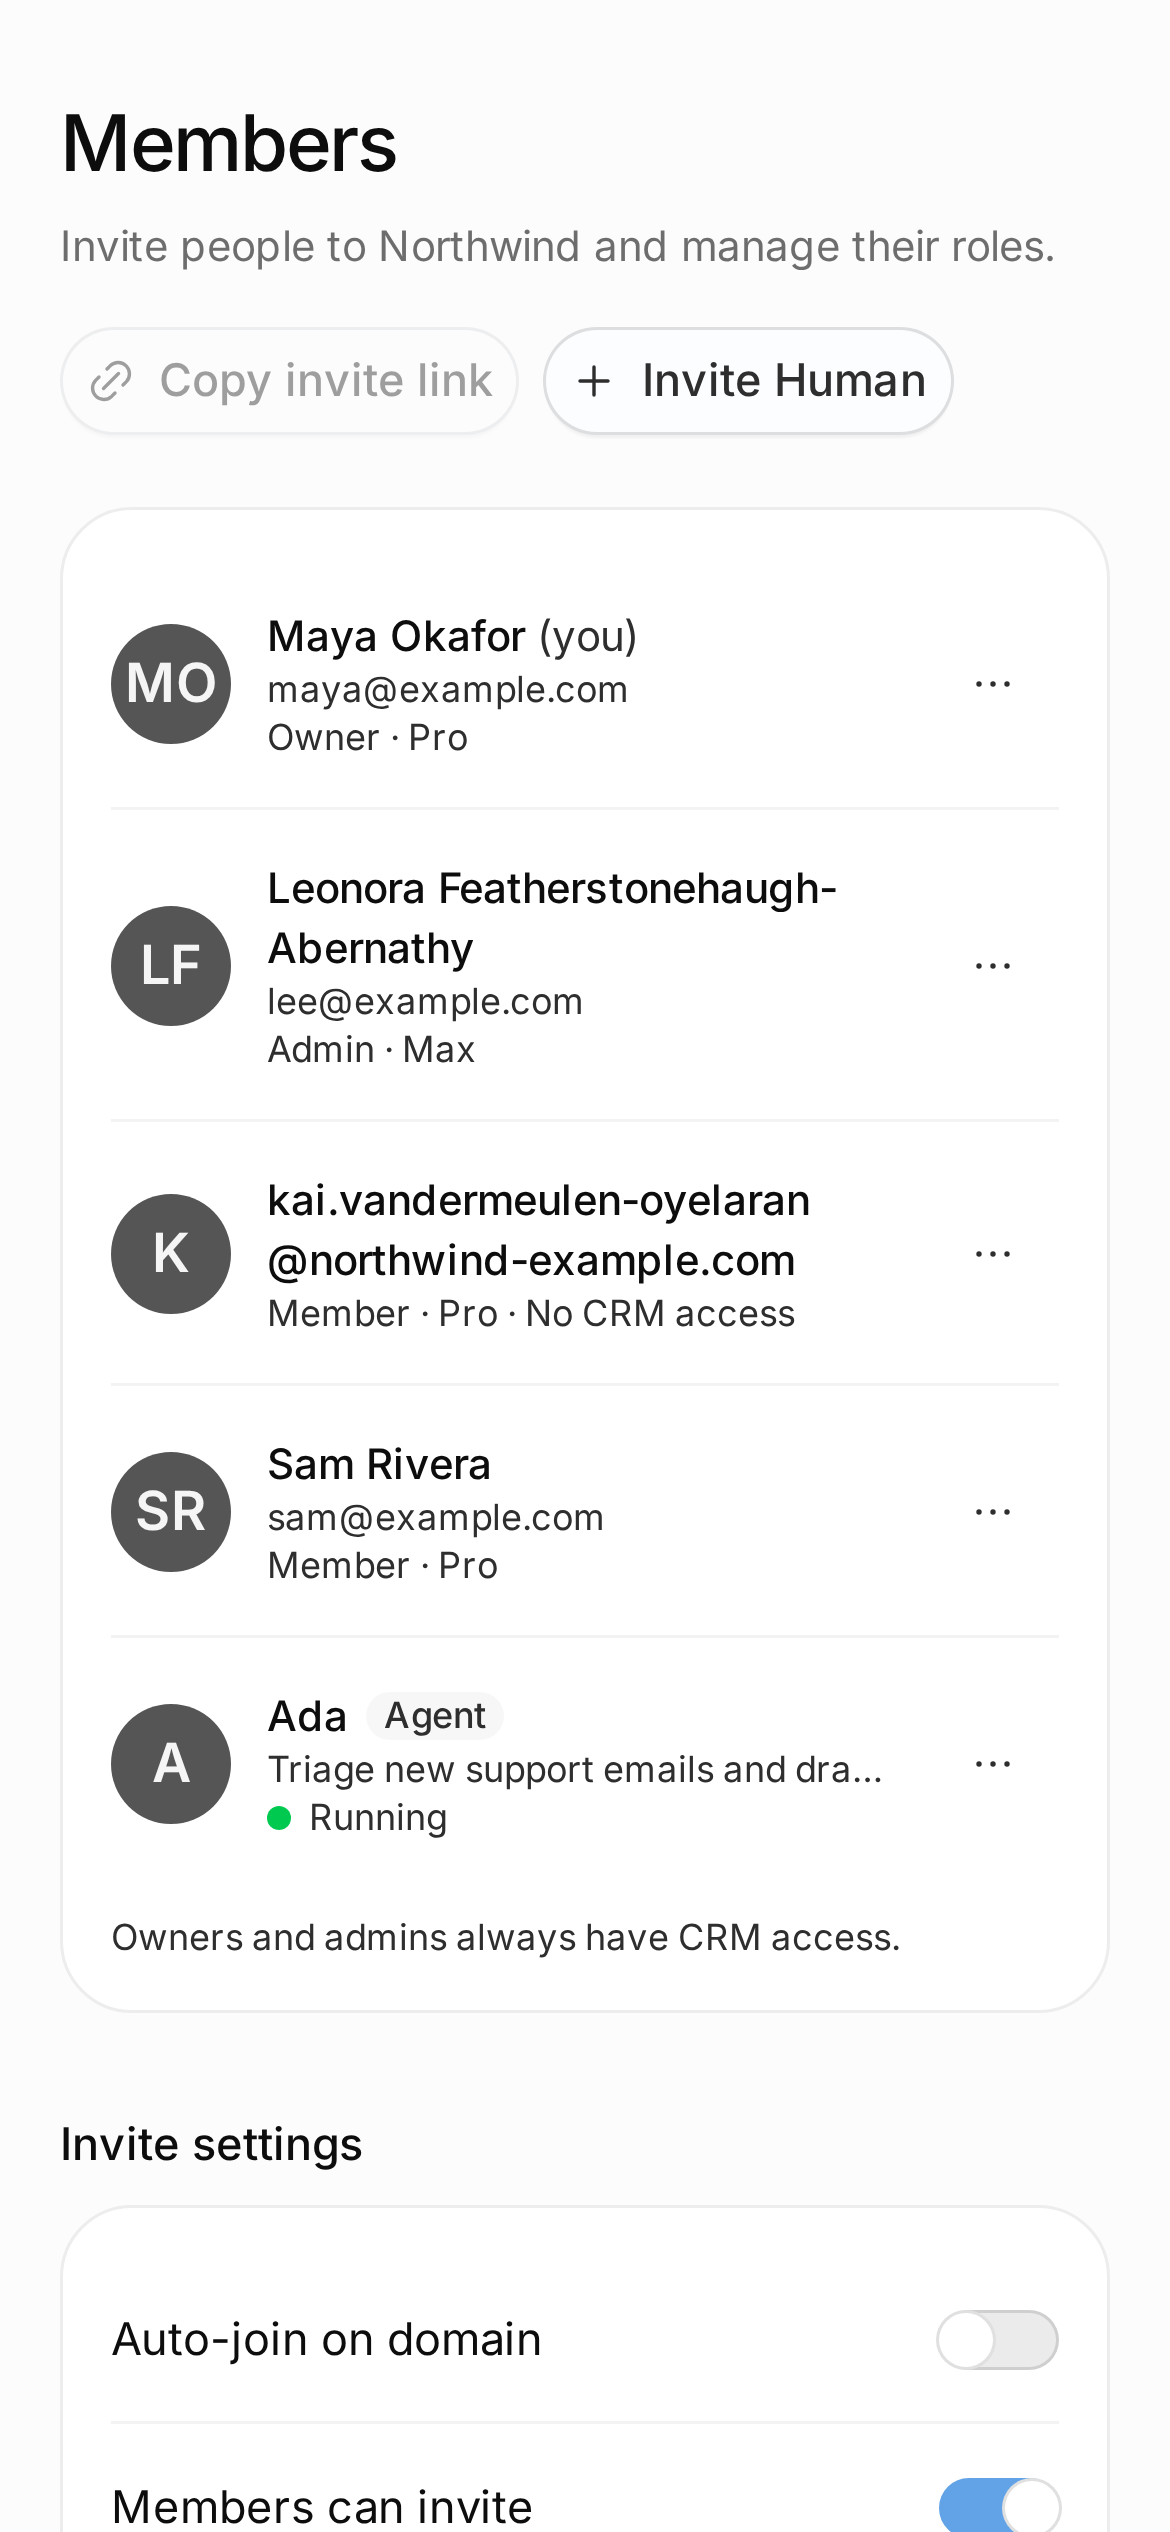 Members
Invite people to Northwind and manage their roles.
Copy invite link
Invite Human
MO
Maya Okafor (you)
maya@example.com
Owner · Pro
LF
Leonora Featherstonehaugh-
Abernathy
lee@example.com
Admin · Max
K
kai.vandermeulen-oyelaran
@northwind-example.com
Member · Pro · No CRM access
SR
Sam Rivera
sam@example.com
Member · Pro
A
Ada Agent
Triage new support emails and dra...
Running
Owners and admins always have CRM access.
Invite settings
Auto-join on domain
Members can invite